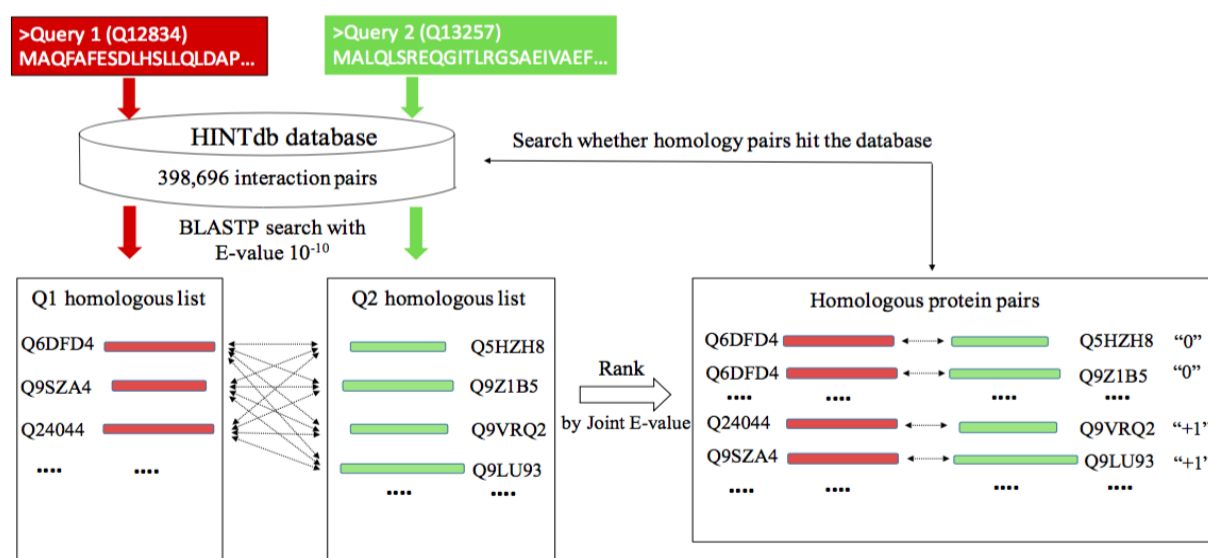 >Query 1 (Q12834)
MAQFAFESDLHSLLQLDAP...
>Query 2 (Q13257)
MALQLSREQGITLRGSAEIVAEF...
HINTdb database
398,696 interaction pairs
Search whether homology pairs hit the database
BLASTP search with
E-value 10⁻¹⁰
Q1 homologous list
Q6DFD4
Q9SZA4
Q24044
....
....
Q2 homologous list
Q5HZH8
Q9Z1B5
Q9VRQ2
Q9LU93
....
....
Rank
by Joint E-value
Homologous protein pairs
Q6DFD4 Q5HZH8 “0”
Q6DFD4 Q9Z1B5 “0”
.... .... .... ....
Q24044 Q9VRQ2 “+1”
Q9SZA4 Q9LU93 “+1”
.... .... .... ....